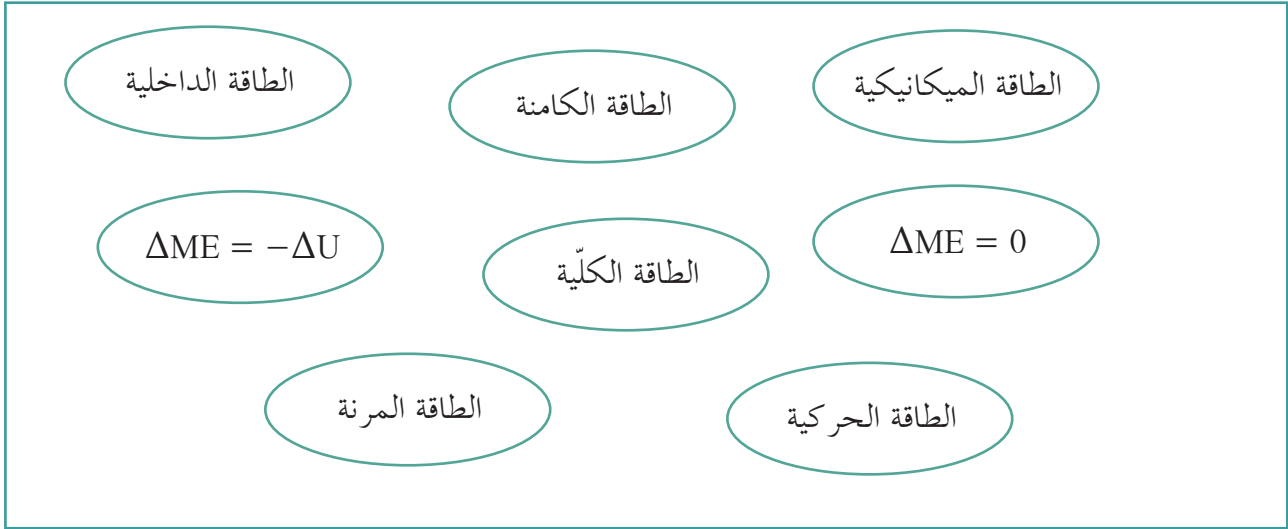 الطاقة الميكانيكية
الطاقة الكامنة
الطاقة الداخلية
ΔME = 0
الطاقة الكلّية
ΔME = −ΔU
الطاقة الحركية
الطاقة المرنة